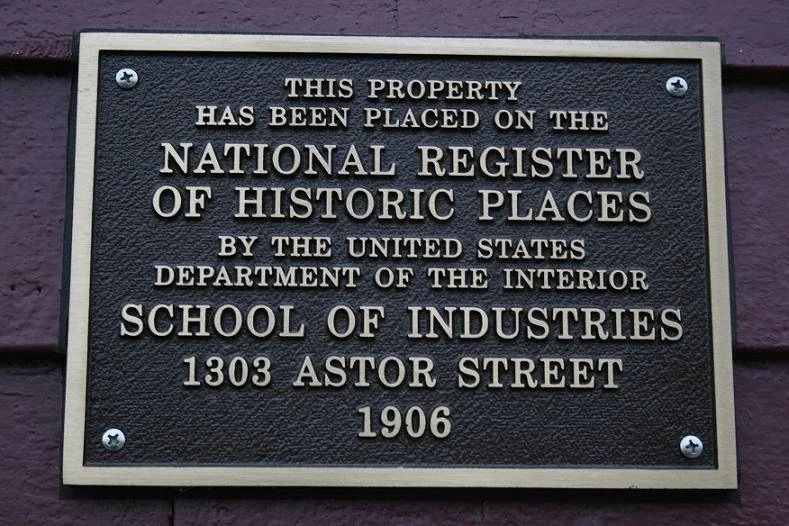 THIS PROPERTY
HAS BEEN PLACED ON THE
NATIONAL REGISTER
OF HISTORIC PLACES
BY THE UNITED STATES
DEPARTMENT OF THE INTERIOR
SCHOOL OF INDUSTRIES
1303 ASTOR STREET
1906